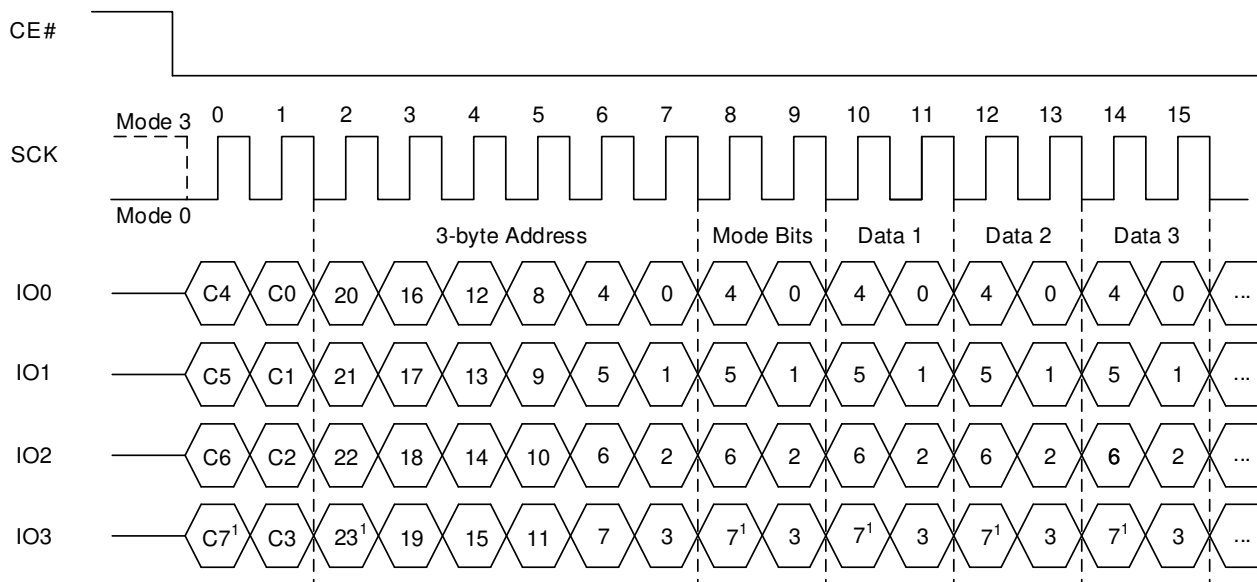 CE#
0 1 2 3 4 5 6 7 8 9 10 11 12 13 14 15
Mode 3
SCK
Mode 0
3-byte Address Mode Bits Data 1 Data 2 Data 3
IO0 C4 C0 20 16 12 8 4 0 4 0 4 0 4 0 4 0 ...
IO1 C5 C1 21 17 13 9 5 1 5 1 5 1 5 1 5 1 ...
IO2 C6 C2 22 18 14 10 6 2 6 2 6 2 6 2 6 2 ...
IO3 C7¹ C3 23¹ 19 15 11 7 3 7¹ 3 7¹ 3 7¹ 3 7¹ 3 ...